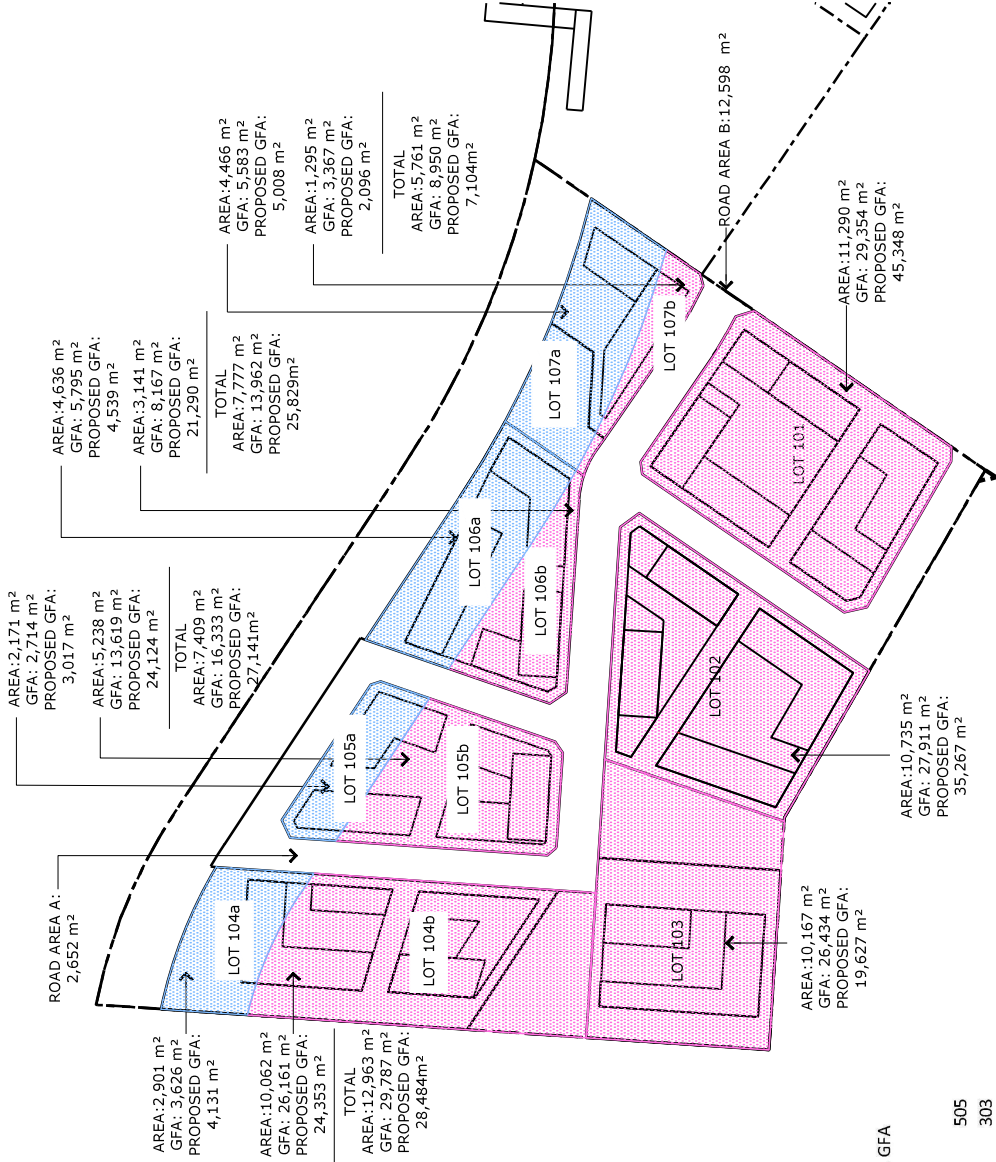 AREA:4,466 m²
GFA: 5,583 m²
PROPOSED GFA:
5,008 m²
AREA:1,295 m²
GFA: 3,367 m²
PROPOSED GFA:
2,096 m²
TOTAL
AREA:5,761 m²
GFA: 8,950 m²
PROPOSED GFA:
7,104m²
ROAD AREA B:12,598 m²
AREA:11,290 m²
GFA: 29,354 m²
PROPOSED GFA:
45,348 m²
AREA:4,636 m²
GFA: 5,795 m²
PROPOSED GFA:
4,539 m²
AREA:3,141 m²
GFA: 8,167 m²
PROPOSED GFA:
21,290 m²
TOTAL
AREA:7,777 m²
GFA: 13,962 m²
PROPOSED GFA:
25,829m²
LOT 107a
LOT 107b
LOT 101
AREA:2,171 m²
GFA: 2,714 m²
PROPOSED GFA:
3,017 m²
AREA:5,238 m²
GFA: 13,619 m²
PROPOSED GFA:
24,124 m²
TOTAL
AREA:7,409 m²
GFA: 16,333 m²
PROPOSED GFA:
27,141m²
LOT 106a
LOT 106b
LOT 102
LOT 105a
LOT 105b
AREA:10,735 m²
GFA: 27,911 m²
PROPOSED GFA:
35,267 m²
ROAD AREA A:
2,652 m²
LOT 104a
LOT 104b
LOT 103
AREA:10,167 m²
GFA: 26,434 m²
PROPOSED GFA:
19,627 m²
AREA:2,901 m²
GFA: 3,626 m²
PROPOSED GFA:
4,131 m²
AREA:10,062 m²
GFA: 26,161 m²
PROPOSED GFA:
24,353 m²
TOTAL
AREA:12,963 m²
GFA: 29,787 m²
PROPOSED GFA:
28,484m²
GFA
505
303